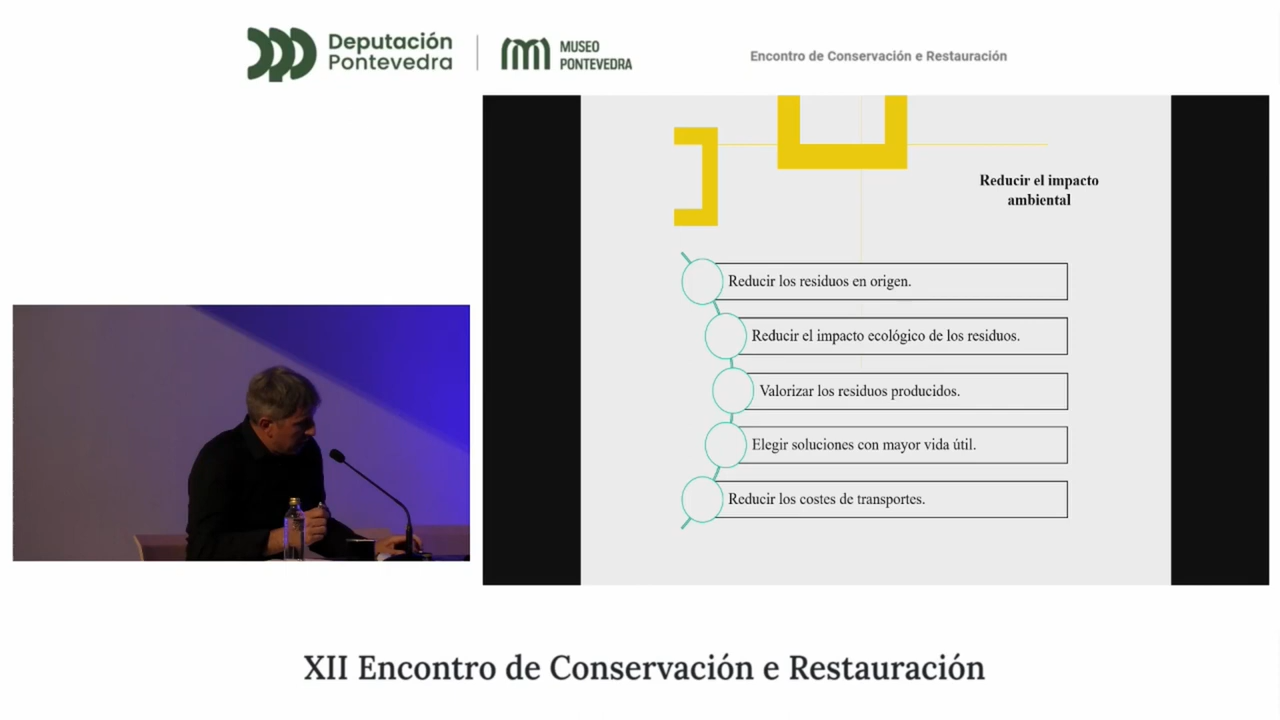 Deputación
Pontevedra
MUSEO
PONTEVEDRA
Encontro de Conservación e Restauración
Reducir el impacto
ambiental
Reducir los residuos en origen.
Reducir el impacto ecológico de los residuos.
Valorizar los residuos producidos.
Elegir soluciones con mayor vida útil.
Reducir los costes de transportes.
XII Encontro de Conservación e Restauración